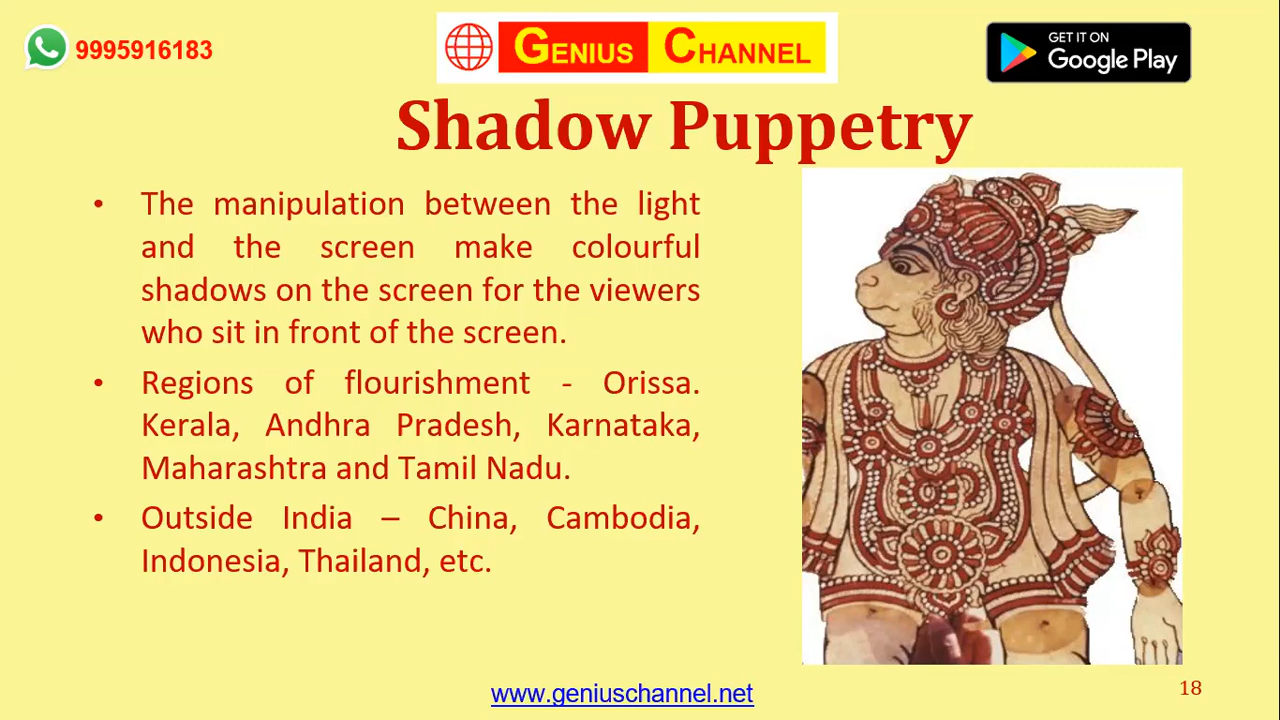 9995916183
GENIUS CHANNEL
GET IT ON
Google Play
Shadow Puppetry
• The manipulation between the light
and the screen make colourful
shadows on the screen for the viewers
who sit in front of the screen.
• Regions of flourishment - Orissa.
Kerala, Andhra Pradesh, Karnataka,
Maharashtra and Tamil Nadu.
• Outside India – China, Cambodia,
Indonesia, Thailand, etc.
www.geniuschannel.net
18